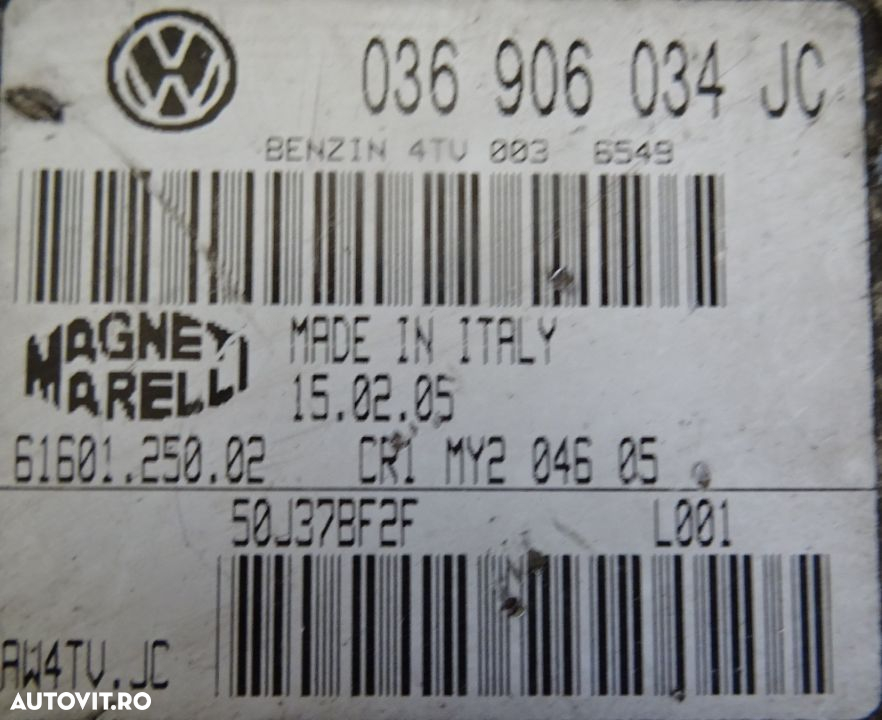 036 906 034 JC
BENZIN 4TV 003 6549
MAGNETI
MARELLI
MADE IN ITALY
15.02.05
61601.250.02 CR1 MY2 046 05
50J37BF2F L001
AW4TV.JC
AUTOVIT.RO